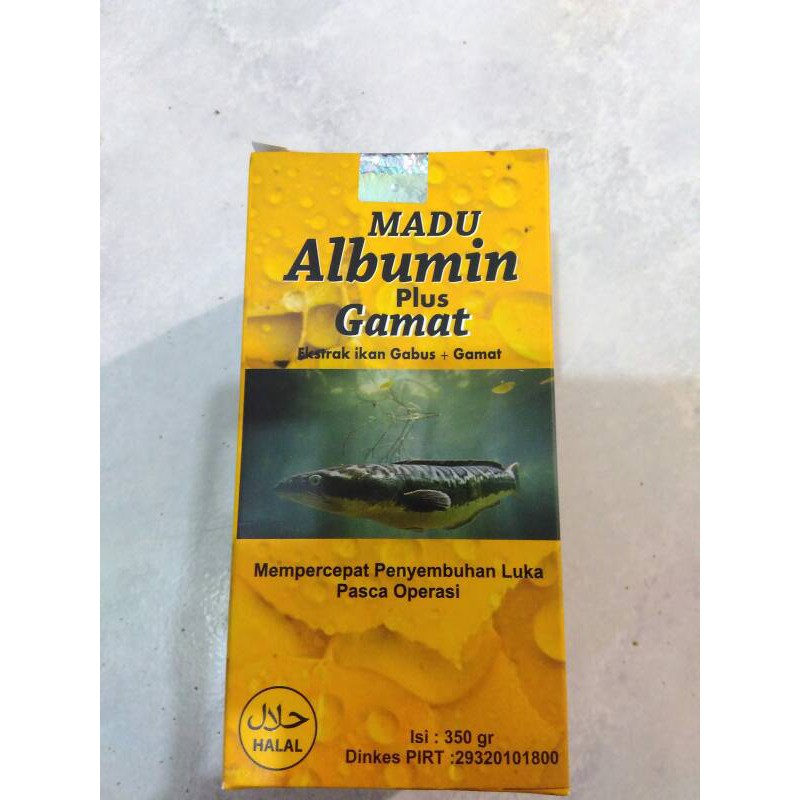 MADU
Albumin
Plus
Gamat
Ekstrak ikan Gabus + Gamat
Mempercepat Penyembuhan Luka
Pasca Operasi
حلال
HALAL
Isi : 350 gr
Dinkes PIRT :29320101800